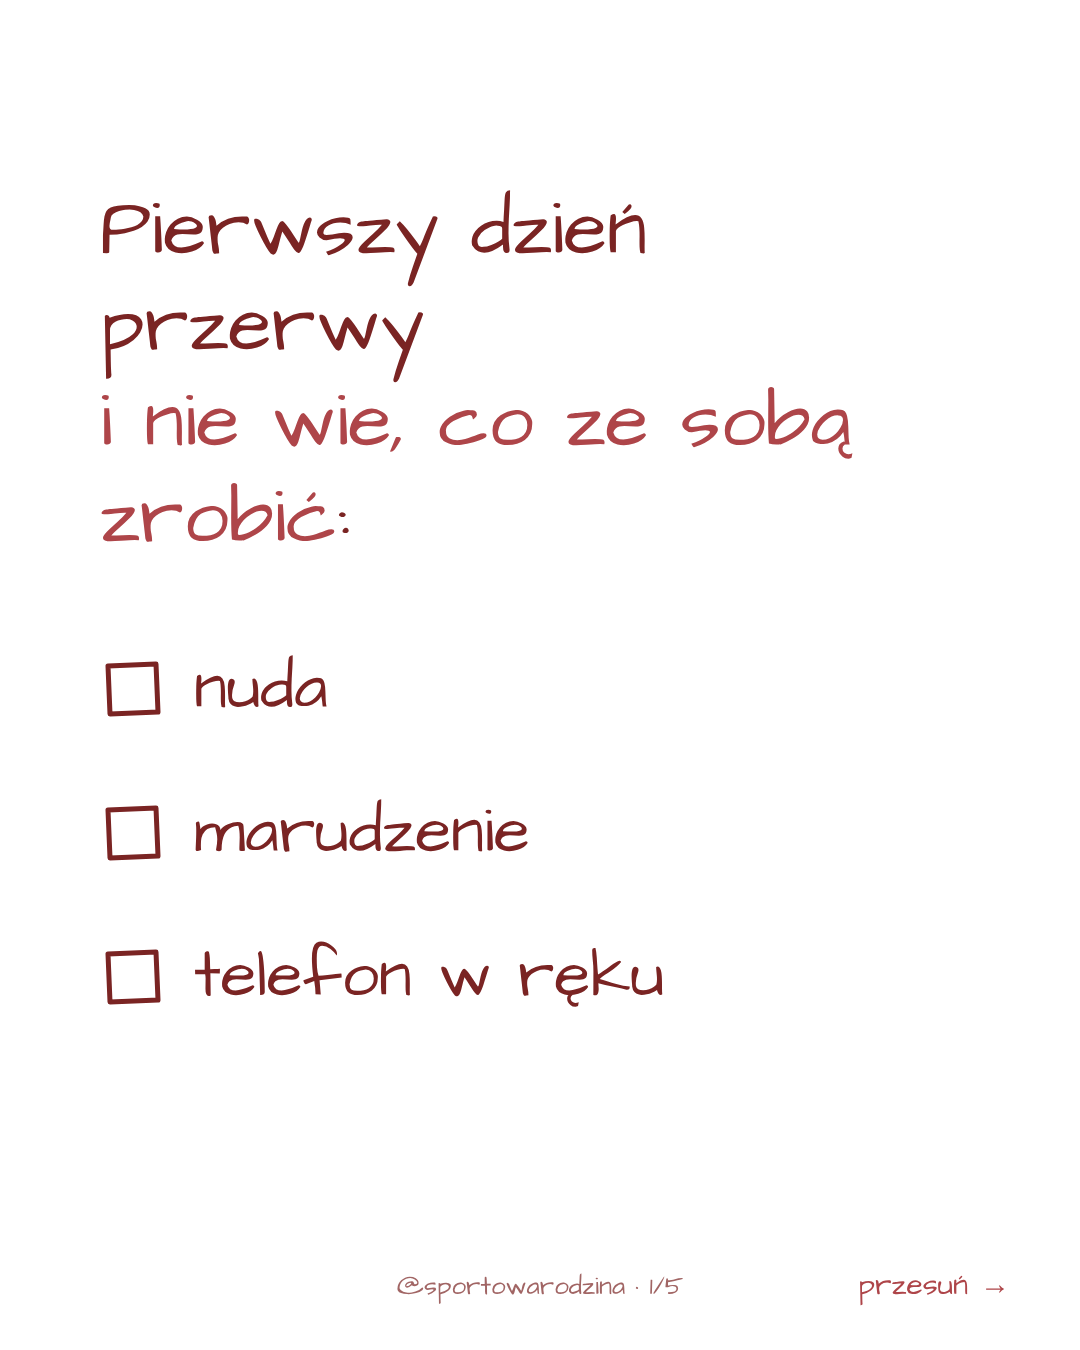 Pierwszy dzień
przerwy
i nie wie, co ze sobą
zrobić:
nuda
marudzenie
telefon w ręku
@sportowarodzina · 1/5
przesuń →